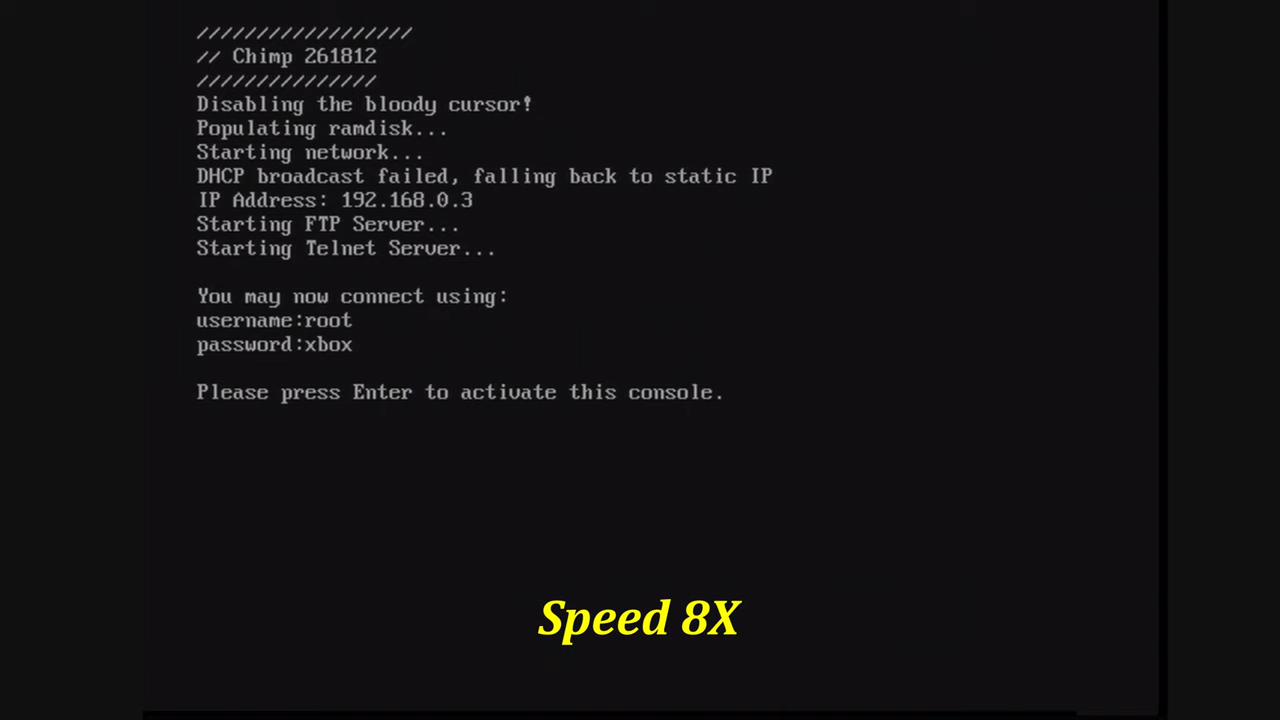 //////////////////
// Chimp 261812
///////////////
Disabling the bloody cursor!
Populating ramdisk...
Starting network...
DHCP broadcast failed, falling back to static IP
IP Address: 192.168.0.3
Starting FTP Server...
Starting Telnet Server...
You may now connect using:
username:root
password:xbox
Please press Enter to activate this console.
Speed 8X